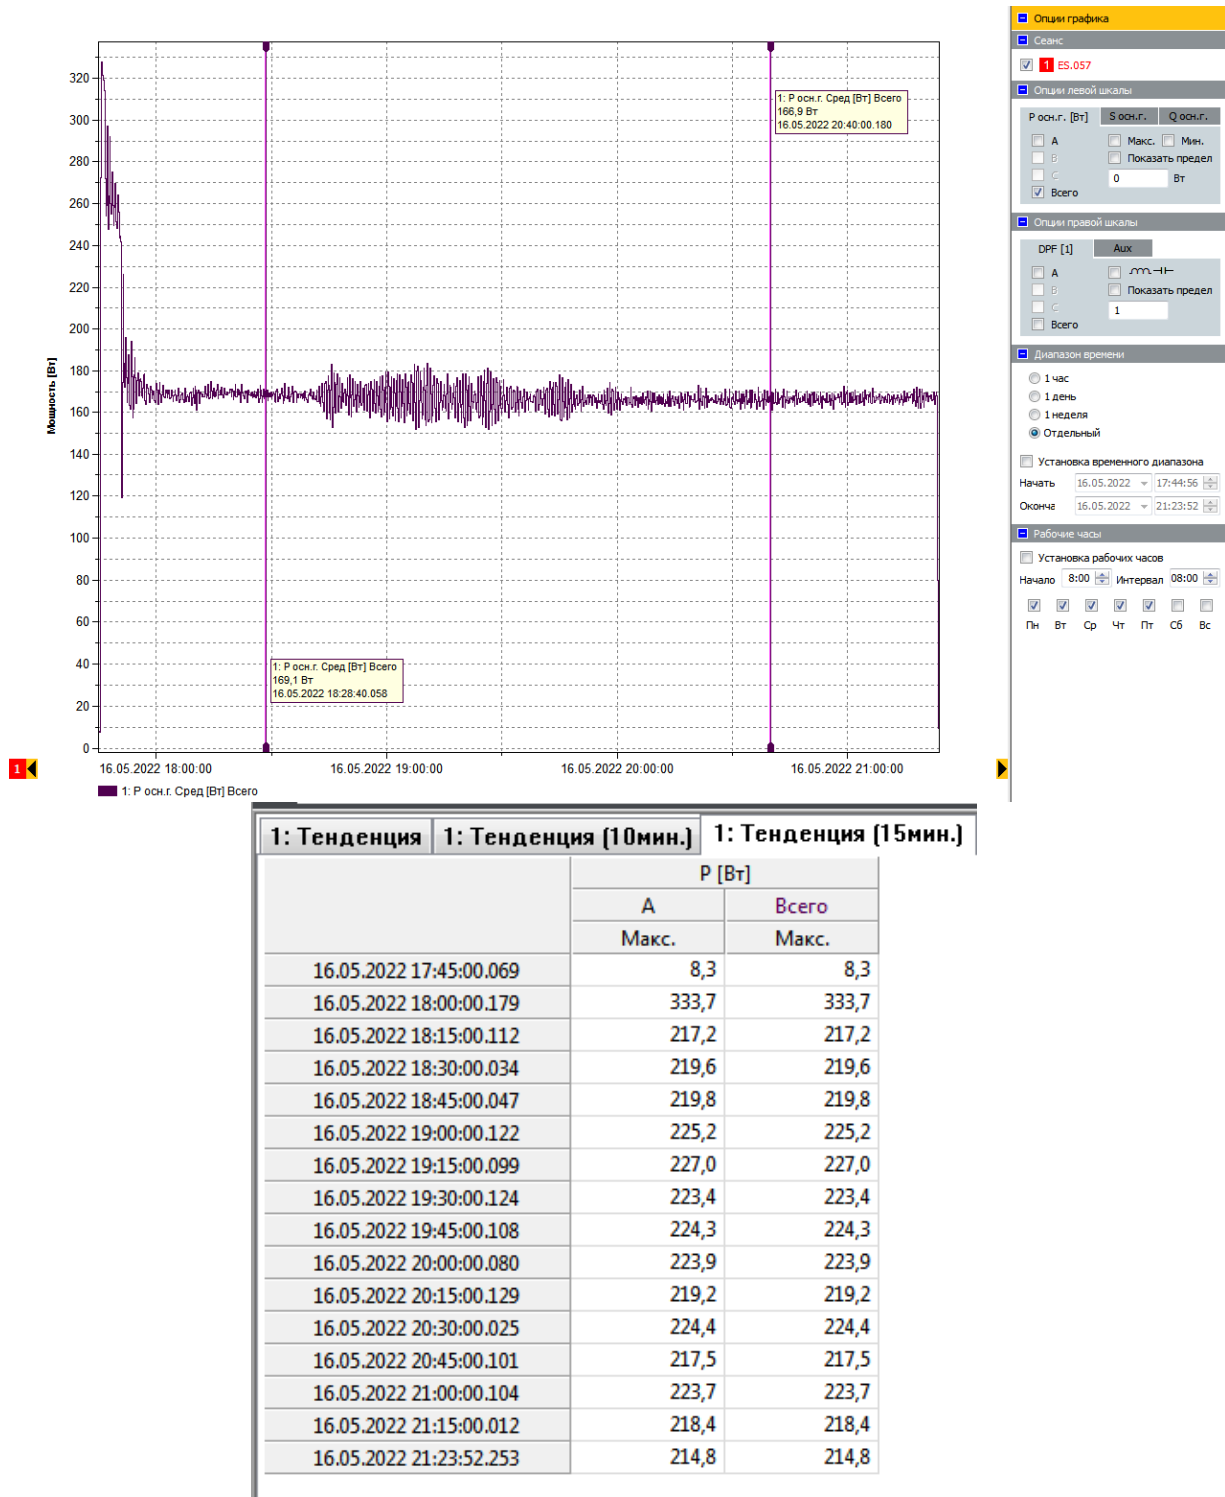 Мощность [Вт]
320
300
280
260
240
220
200
180
160
140
120
100
80
60
40
20
0
1: P осн.г. Сред [Вт] Всего
166,9 Вт
16.05.2022 20:40:00.180
1: P осн.г. Сред [Вт] Всего
169,1 Вт
16.05.2022 18:28:40.058
16.05.2022 18:00:00 16.05.2022 19:00:00 16.05.2022 20:00:00 16.05.2022 21:00:00
1
1: P осн.г. Сред [Вт] Всего
Опции графика
Сеанс
1 ES.057
Опции левой шкалы
P осн.г. [Вт] S осн.г. Q осн.г.
A Макс. Мин.
B Показать предел
C 0 Вт
Всего
Опции правой шкалы
DPF [1] Aux
A
B Показать предел
C 1
Всего
Диапазон времени
1 час
1 день
1 неделя
Отдельный
Установка временного диапазона
Начать 16.05.2022 17:44:56
Оконча 16.05.2022 21:23:52
Рабочие часы
Установка рабочих часов
Начало 8:00 Интервал 08:00
Пн Вт Ср Чт Пт Сб Вс
1: Тенденция 1: Тенденция (10мин.) 1: Тенденция (15мин.)
P [Вт]
A Всего
Макс. Макс.
16.05.2022 17:45:00.069 8,3 8,3
16.05.2022 18:00:00.179 333,7 333,7
16.05.2022 18:15:00.112 217,2 217,2
16.05.2022 18:30:00.034 219,6 219,6
16.05.2022 18:45:00.047 219,8 219,8
16.05.2022 19:00:00.122 225,2 225,2
16.05.2022 19:15:00.099 227,0 227,0
16.05.2022 19:30:00.124 223,4 223,4
16.05.2022 19:45:00.108 224,3 224,3
16.05.2022 20:00:00.080 223,9 223,9
16.05.2022 20:15:00.129 219,2 219,2
16.05.2022 20:30:00.025 224,4 224,4
16.05.2022 20:45:00.101 217,5 217,5
16.05.2022 21:00:00.104 223,7 223,7
16.05.2022 21:15:00.012 218,4 218,4
16.05.2022 21:23:52.253 214,8 214,8